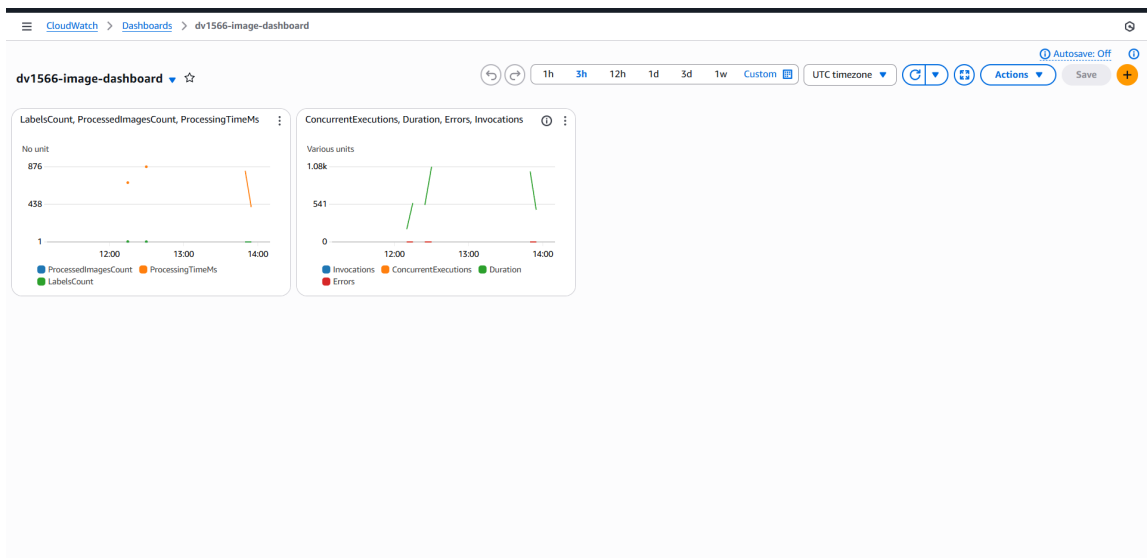 CloudWatch > Dashboards > dv1566-image-dashboard
Autosave: Off
dv1566-image-dashboard
1h 3h 12h 1d 3d 1w Custom UTC timezone Actions Save
LabelsCount, ProcessedImagesCount, ProcessingTimeMs
No unit
876
438
1
12:00 13:00 14:00
ProcessedImagesCount ProcessingTimeMs
LabelsCount
ConcurrentExecutions, Duration, Errors, Invocations
Various units
1.08k
541
0
12:00 13:00 14:00
Invocations ConcurrentExecutions Duration
Errors